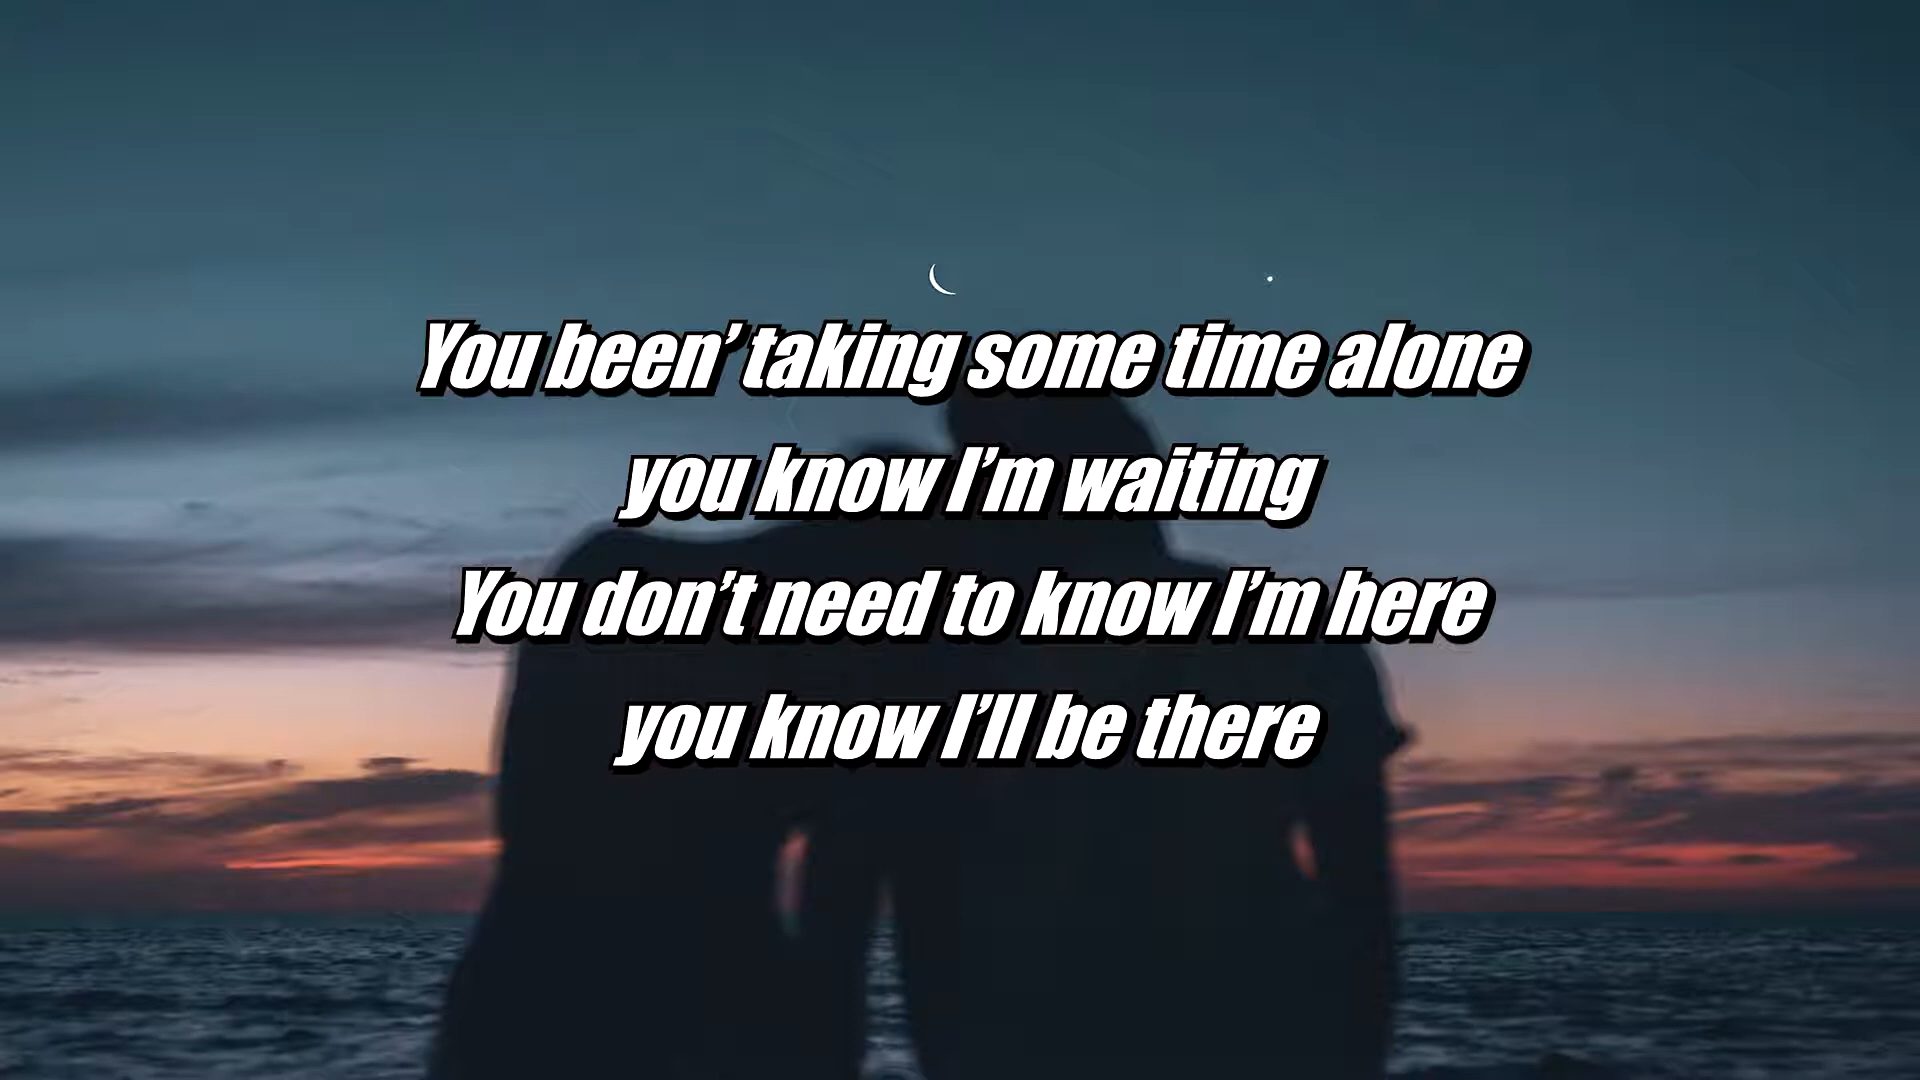 You been’ taking some time alone
you know I’m waiting
You don’t need to know I’m here
you know I’ll be there